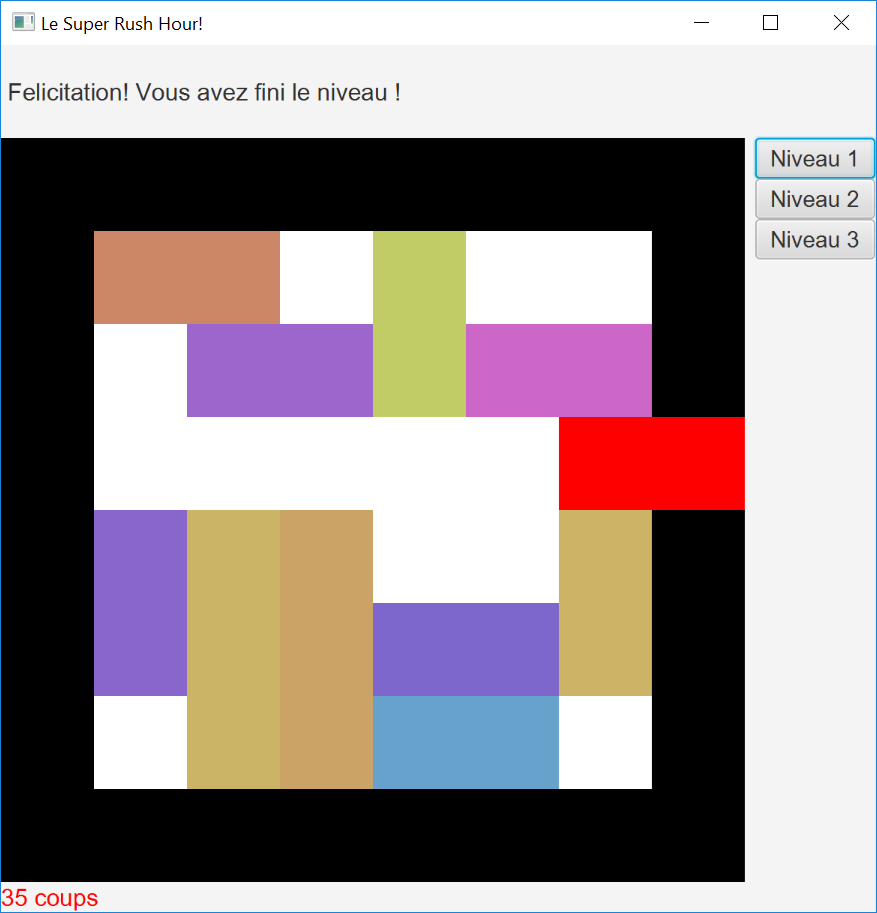 Le Super Rush Hour!
Felicitation! Vous avez fini le niveau !
Niveau 1
Niveau 2
Niveau 3
35 coups